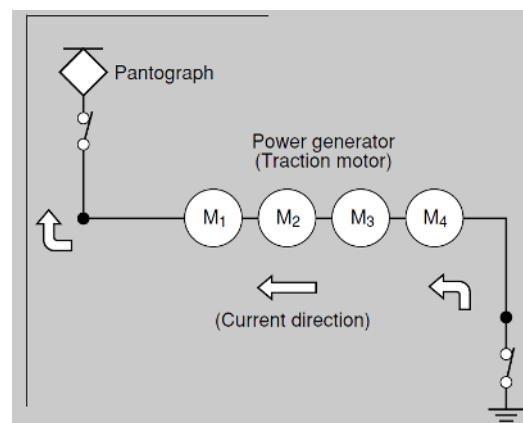 Pantograph
Power generator
(Traction motor)
M1 M2 M3 M4
(Current direction)